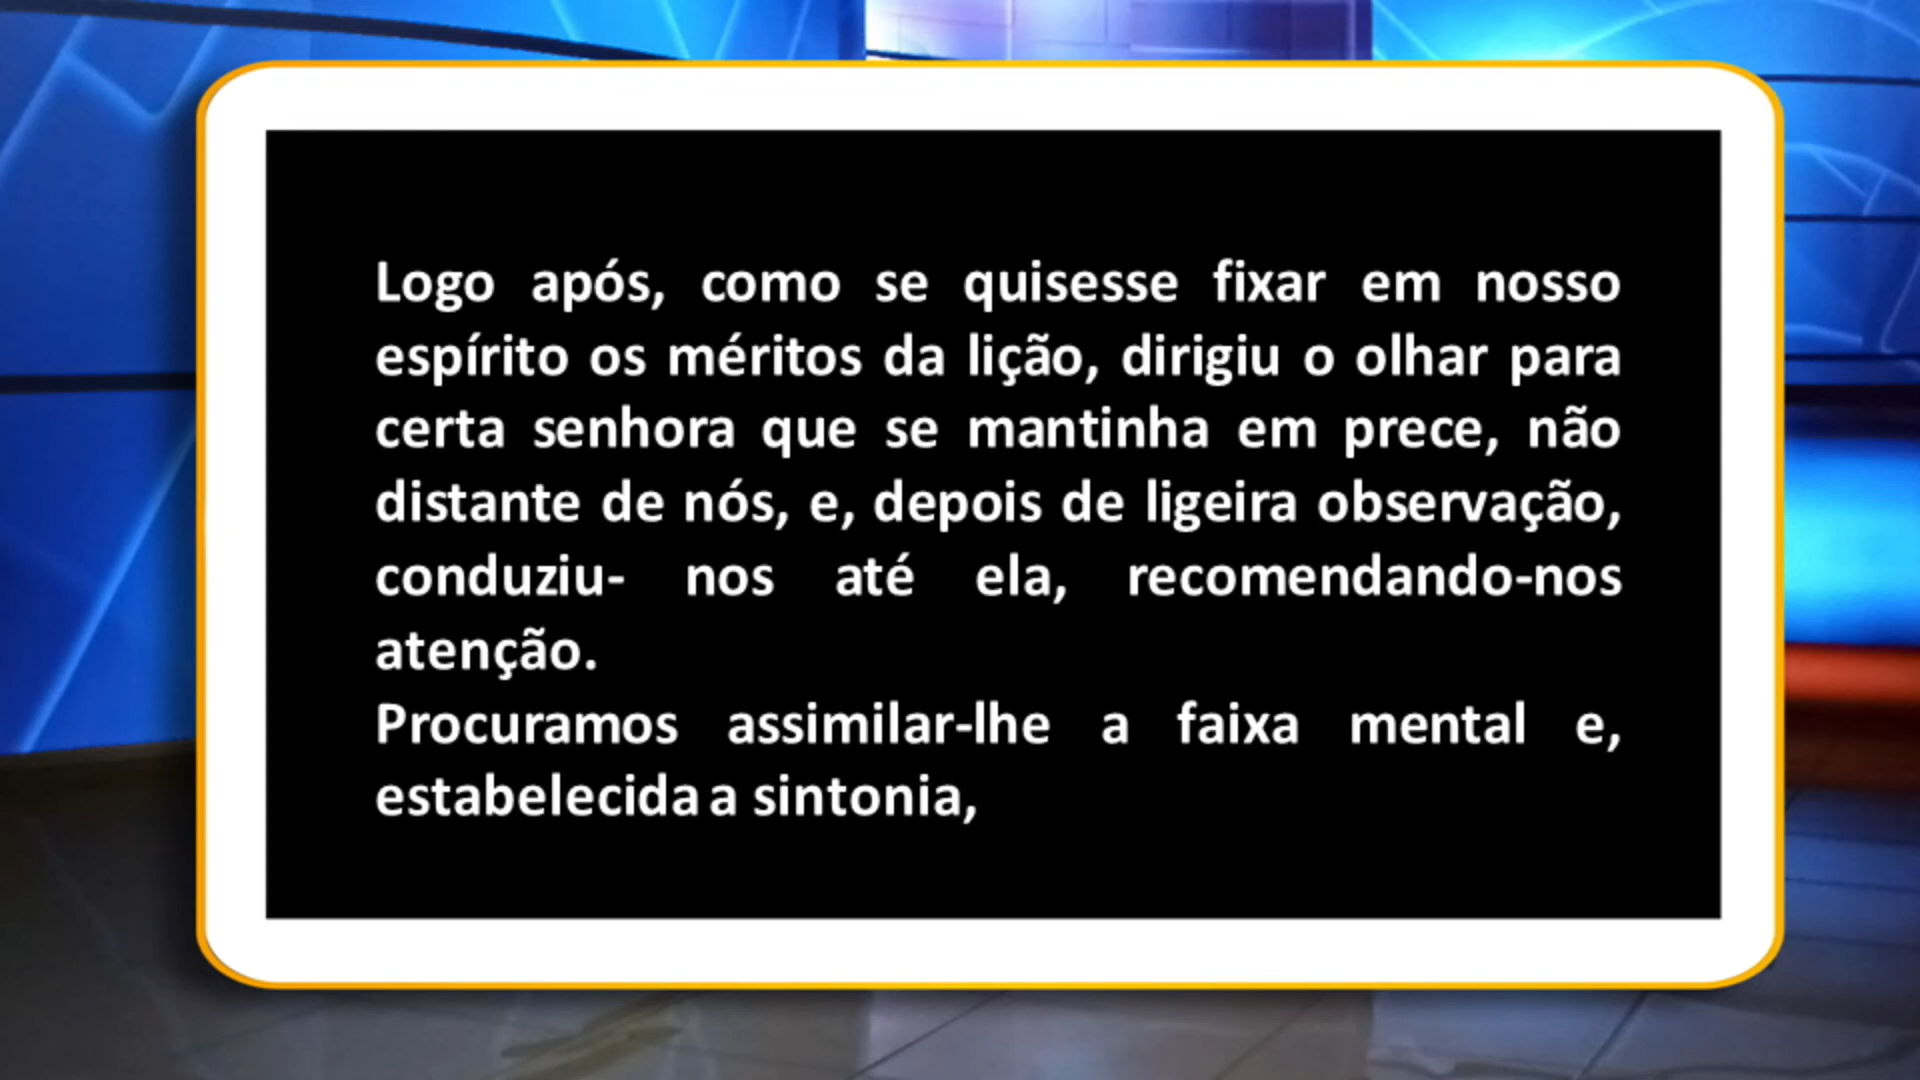 Logo após, como se quisesse fixar em nosso
espírito os méritos da lição, dirigiu o olhar para
certa senhora que se mantinha em prece, não
distante de nós, e, depois de ligeira observação,
conduziu- nos até ela, recomendando-nos
atenção.
Procuramos assimilar-lhe a faixa mental e,
estabelecida a sintonia,